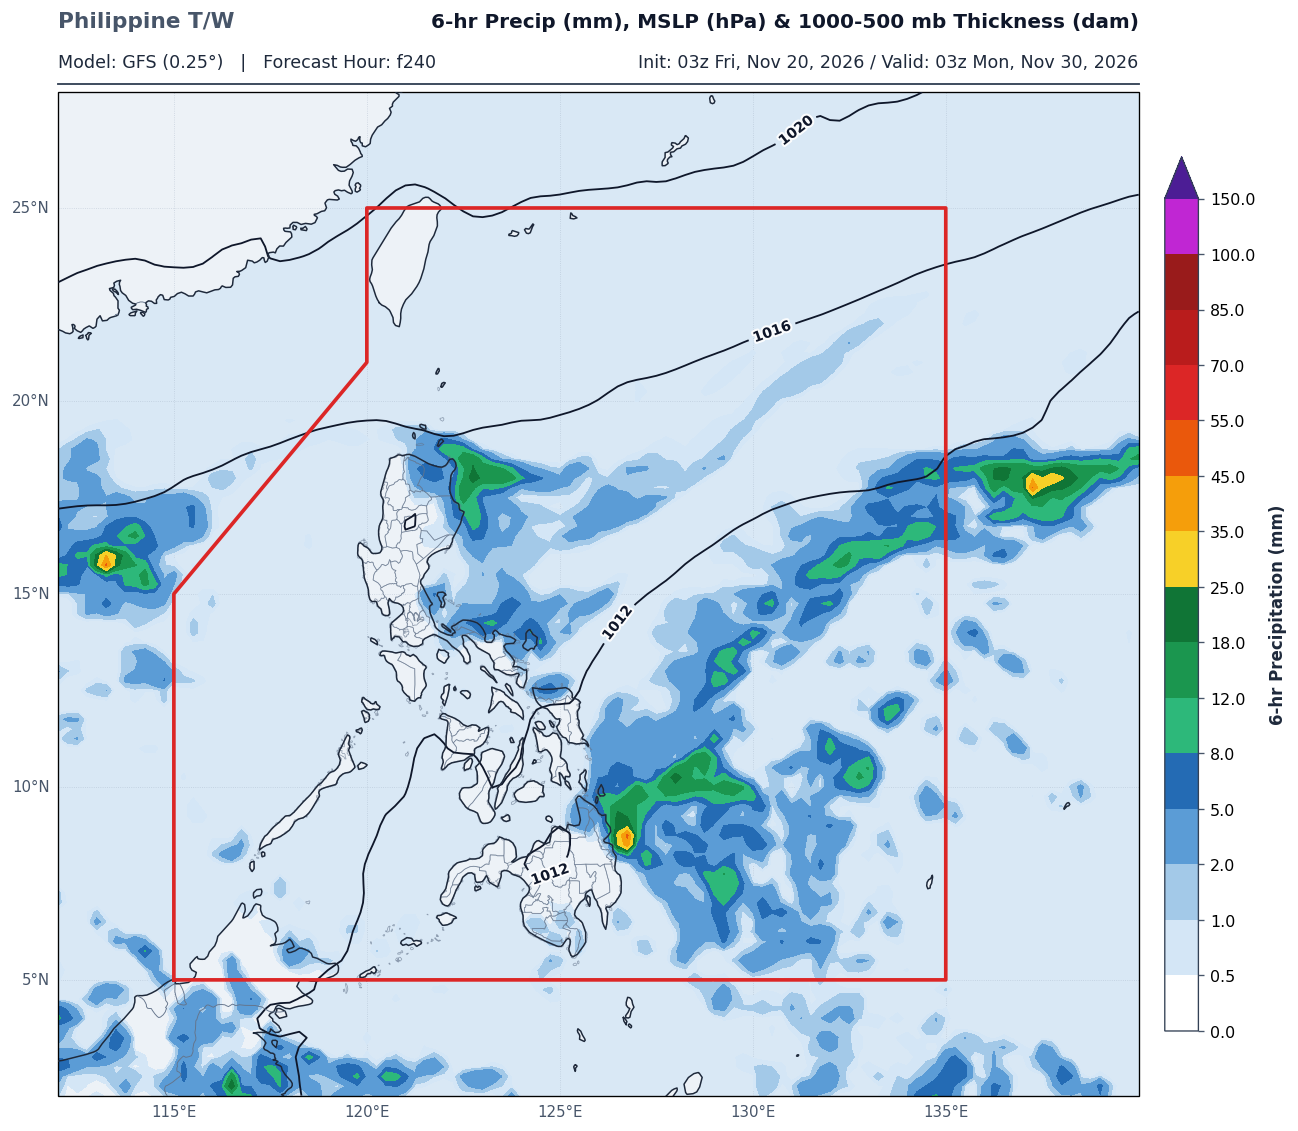 Philippine T/W
6-hr Precip (mm), MSLP (hPa) & 1000-500 mb Thickness (dam)
Model: GFS (0.25°) | Forecast Hour: f240
Init: 03z Fri, Nov 20, 2026 / Valid: 03z Mon, Nov 30, 2026
1020
1016
1012
1012
25°N
20°N
15°N
10°N
5°N
115°E
120°E
125°E
130°E
135°E
150.0
100.0
85.0
70.0
55.0
45.0
35.0
25.0
18.0
12.0
8.0
5.0
2.0
1.0
0.5
0.0
6-hr Precipitation (mm)